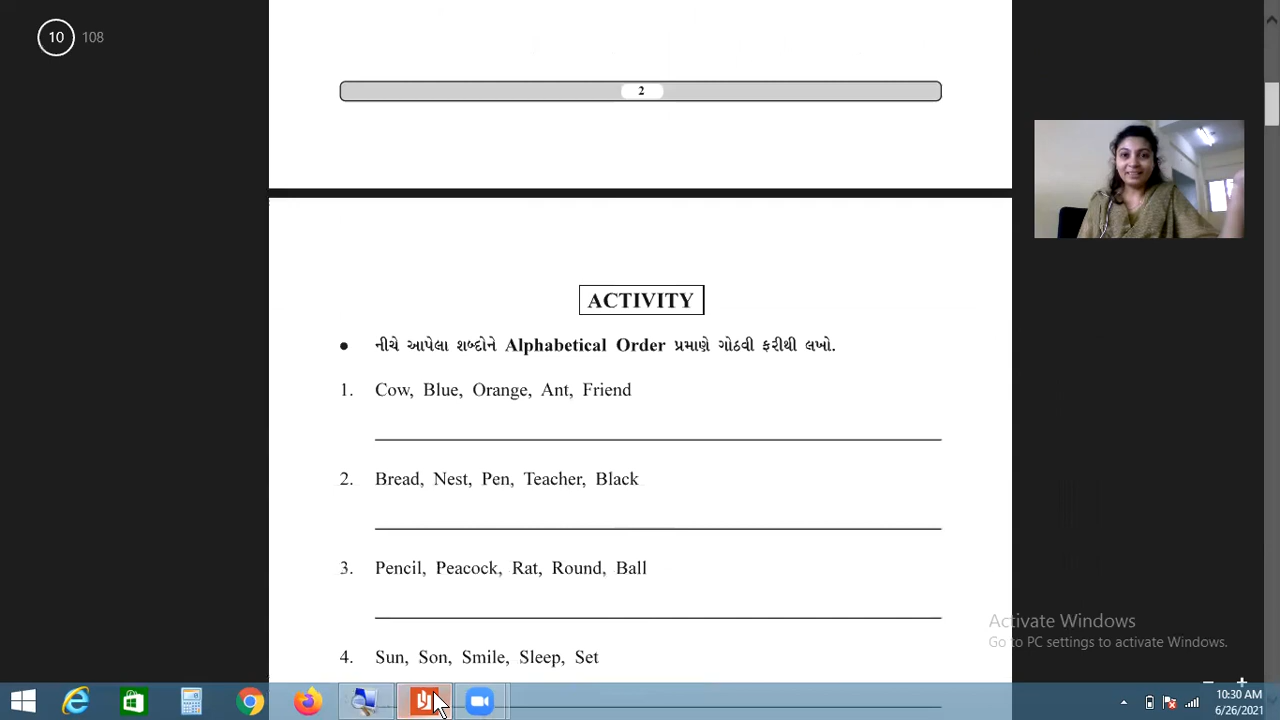 10 108
2
ACTIVITY
• નીચે આપેલા શબ્દોને Alphabetical Order પ્રમાણે ગોઠવી ફરીથી લખો.
1. Cow, Blue, Orange, Ant, Friend
2. Bread, Nest, Pen, Teacher, Black
3. Pencil, Peacock, Rat, Round, Ball
4. Sun, Son, Smile, Sleep, Set
Activate Windows
Go to PC settings to activate Windows.
10:30 AM
6/26/2021